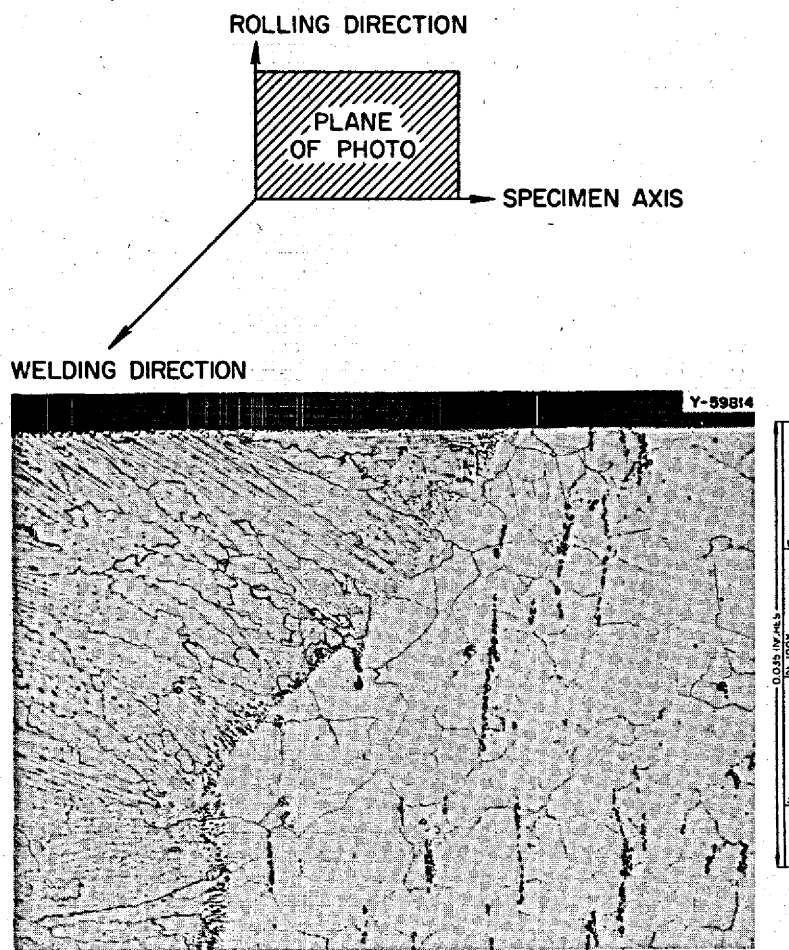 ROLLING DIRECTION
PLANE
OF PHOTO
SPECIMEN AXIS
WELDING DIRECTION
Y-59814
0.035 INCHES